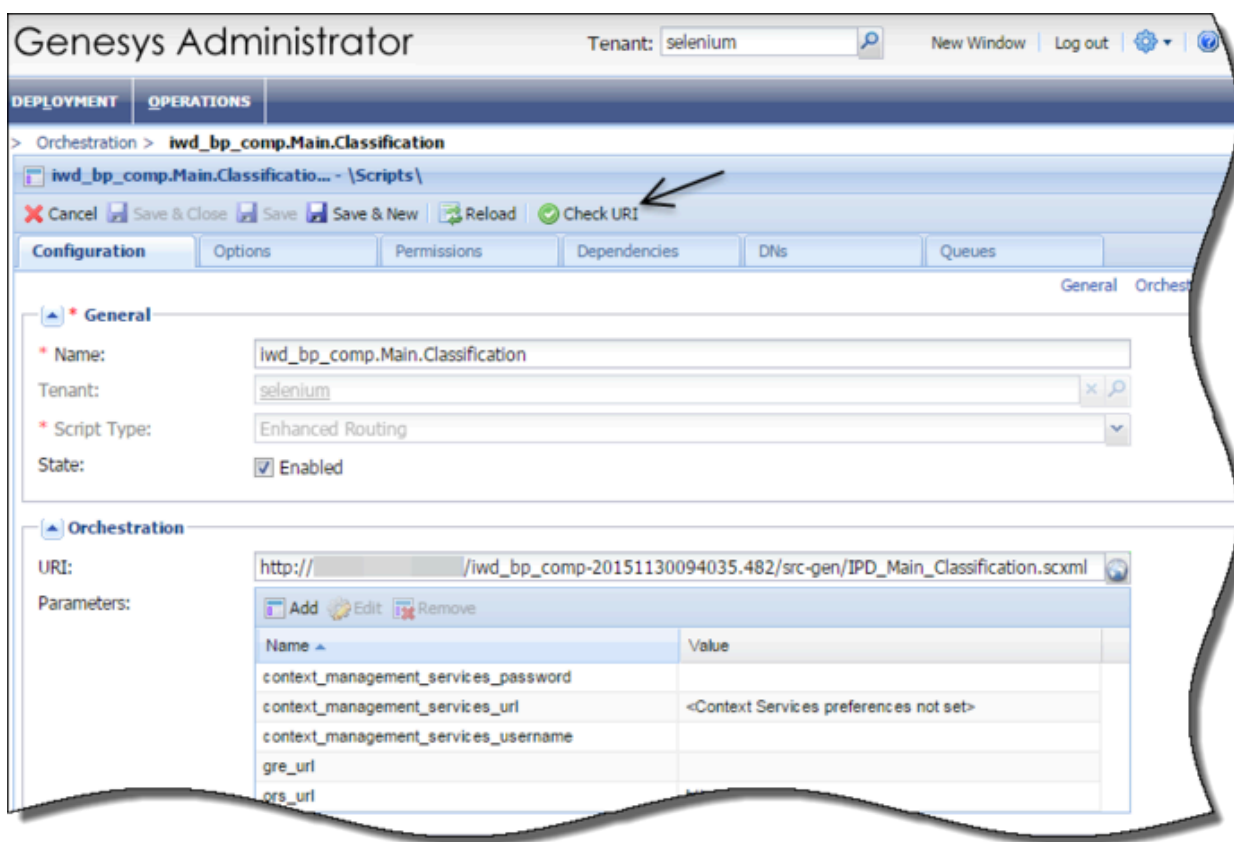 Genesys Administrator Tenant: selenium New Window Log out
DEPLOYMENT OPERATIONS
> Orchestration > iwd_bp_comp.Main.Classification
iwd_bp_comp.Main.Classificatio... - \Scripts\
Cancel Save & Close Save Save & New Reload Check URI
Configuration Options Permissions Dependencies DNs Queues
General Orchest
* General
* Name: iwd_bp_comp.Main.Classification
Tenant: selenium
* Script Type: Enhanced Routing
State: Enabled
Orchestration
URI: http:// /iwd_bp_comp-20151130094035.482/src-gen/IPD_Main_Classification.scxml
Parameters: Add Edit Remove
Name Value
context_management_services_password
context_management_services_url <Context Services preferences not set>
context_management_services_username
gre_url
ors_url